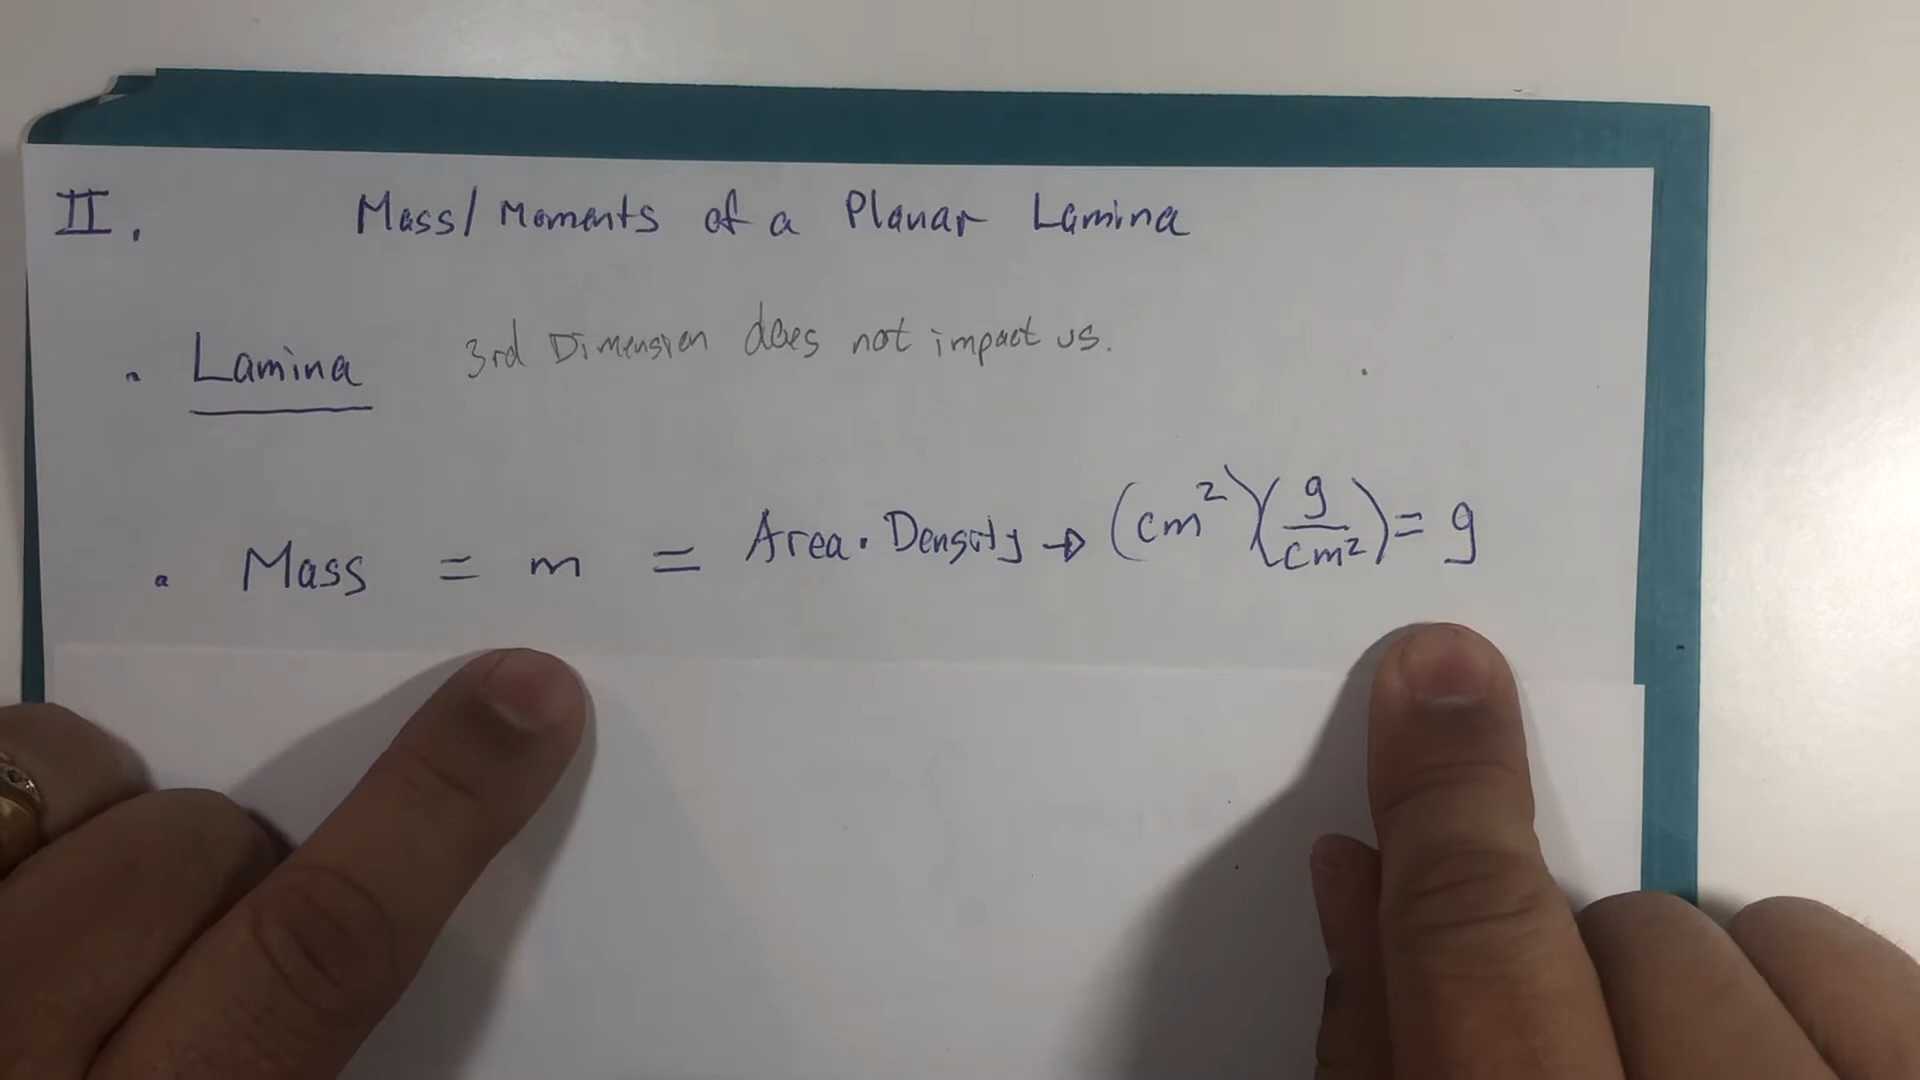 II. Mass/Moments of a Planar Lamina
Lamina 3rd Dimension does not impact us.
Mass = m = Area · Density → (cm²)(g/cm²) = g